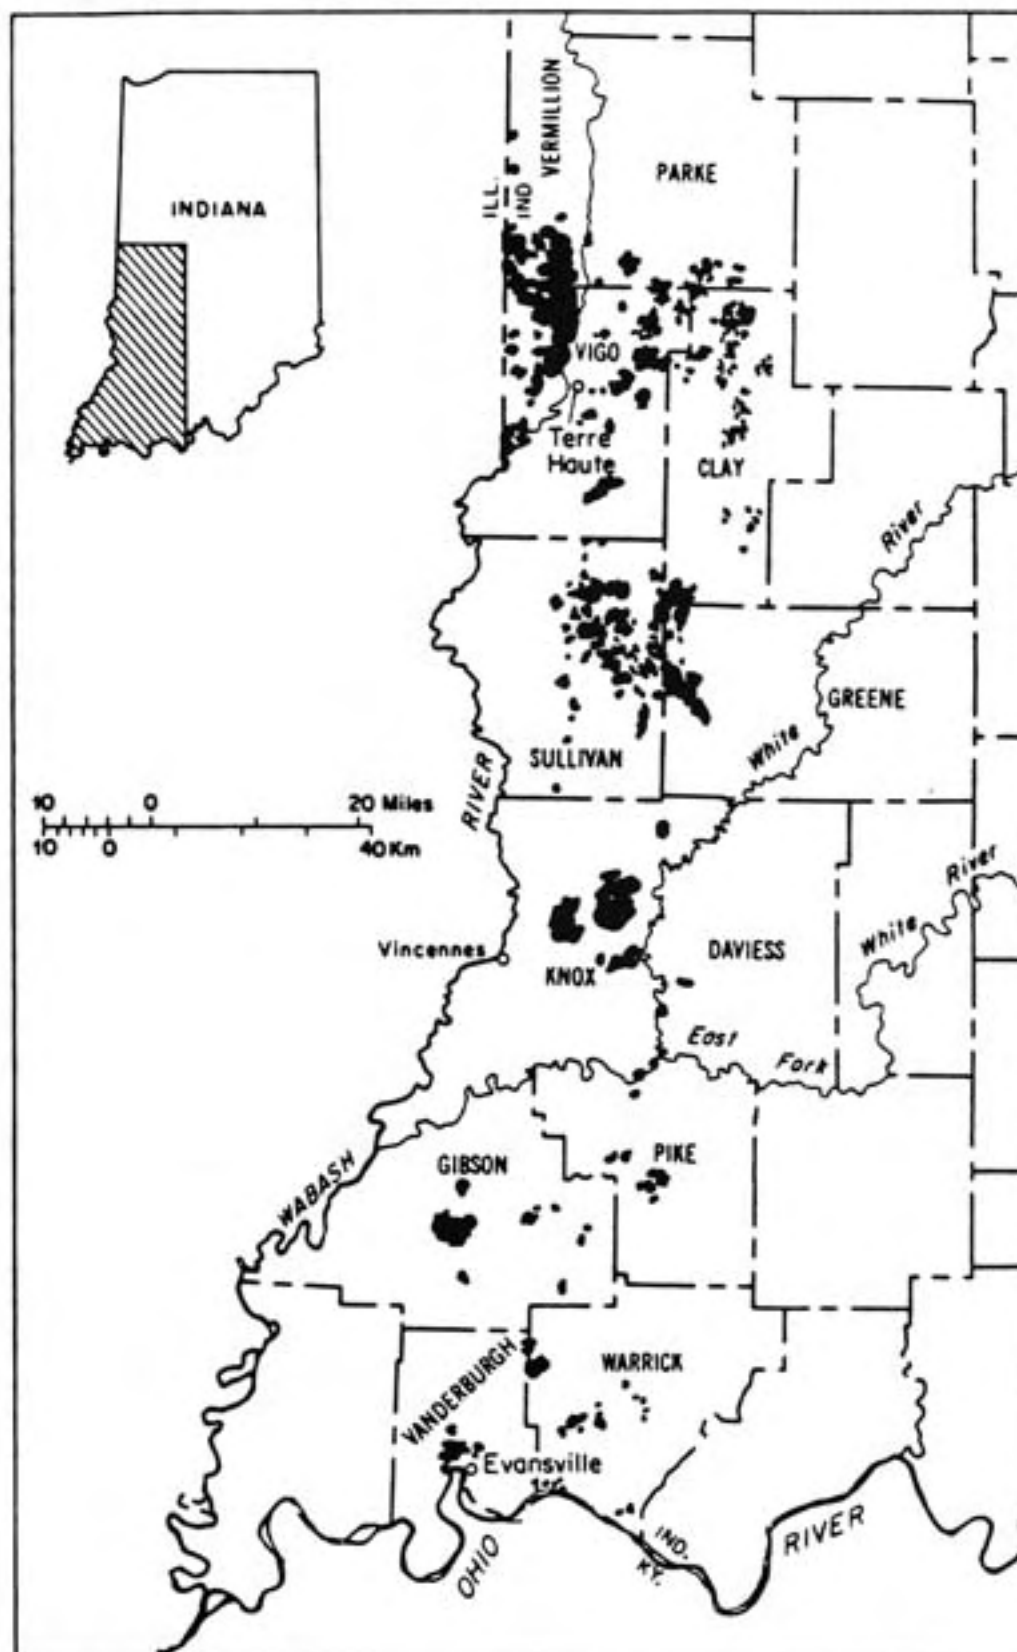 INDIANA
VERMILLION
ILL.
IND
PARKE
VIGO
Terre
Haute
CLAY
River
GREENE
White
SULLIVAN
RIVER
10 0 20 Miles
10 0 40 Km
River
White
Vincennes
KNOX
DAVIESS
East
Fork
WABASH
GIBSON
PIKE
VANDERBURGH
WARRICK
Evansville
OHIO
IND.
KY.
RIVER